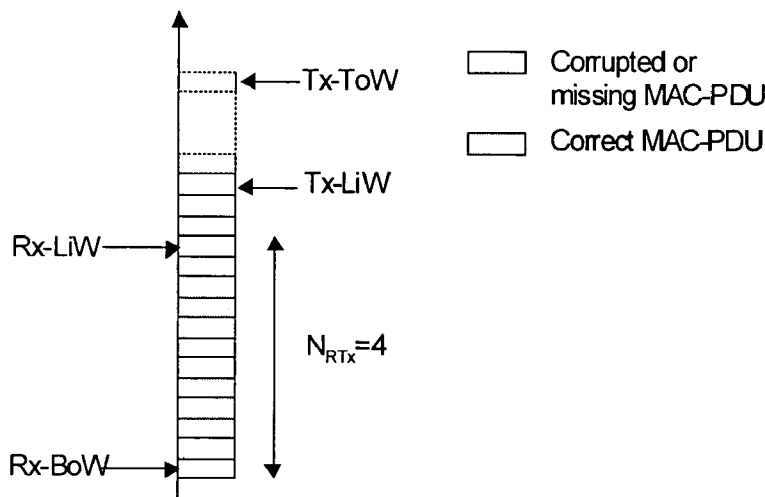 Tx-ToW
Corrupted or
missing MAC-PDU
Correct MAC-PDU
Tx-LiW
Rx-LiW
N_RTx=4
Rx-BoW